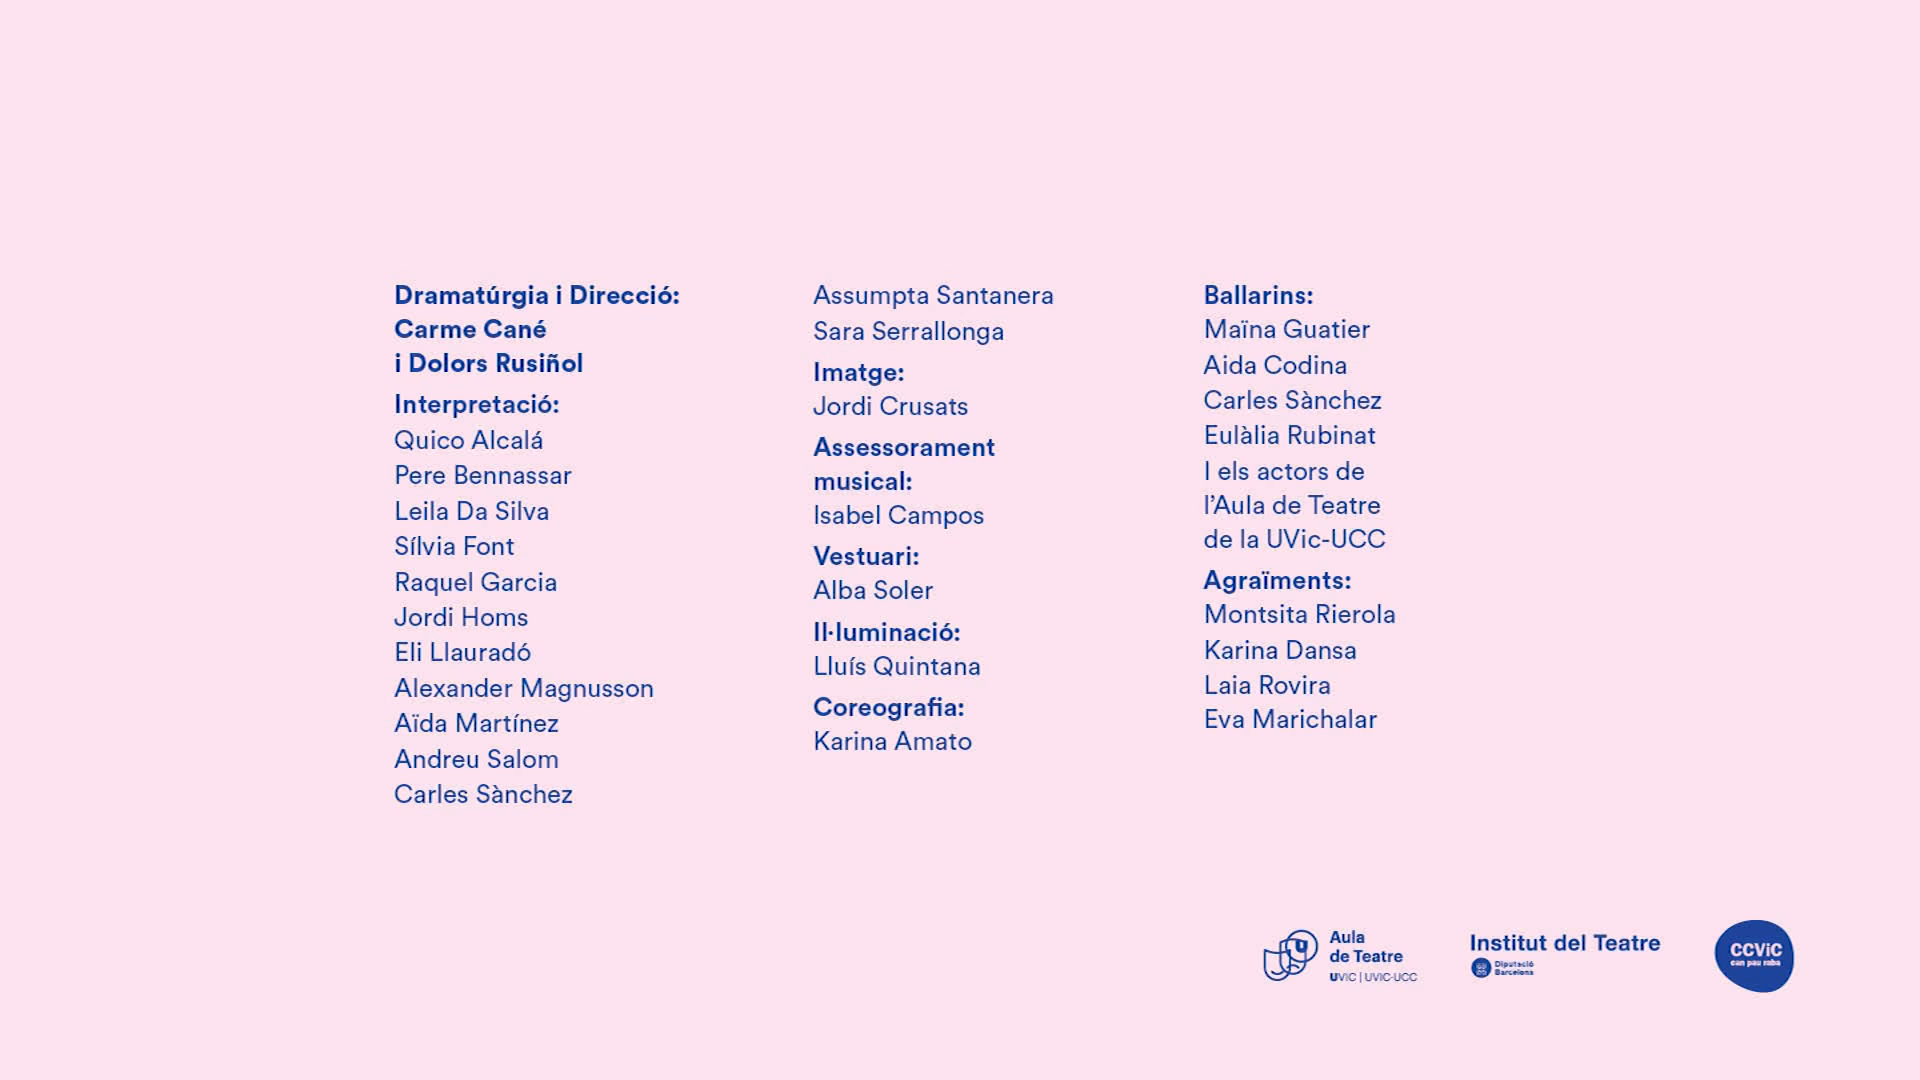 Dramatúrgia i Direcció:
Carme Cané
i Dolors Rusiñol
Interpretació:
Quico Alcalá
Pere Bennassar
Leila Da Silva
Sílvia Font
Raquel Garcia
Jordi Homs
Eli Llauradó
Alexander Magnusson
Aïda Martínez
Andreu Salom
Carles Sànchez
Assumpta Santanera
Sara Serrallonga
Imatge:
Jordi Crusats
Assessorament
musical:
Isabel Campos
Vestuari:
Alba Soler
Il·luminació:
Lluís Quintana
Coreografia:
Karina Amato
Ballarins:
Maïna Guatier
Aida Codina
Carles Sànchez
Eulàlia Rubinat
I els actors de
l’Aula de Teatre
de la UVic-UCC
Agraïments:
Montsita Rierola
Karina Dansa
Laia Rovira
Eva Marichalar
Aula
de Teatre
UVIC | UVIC·UCC
Institut del Teatre
Diputació
Barcelona
CCViC
can pau raba